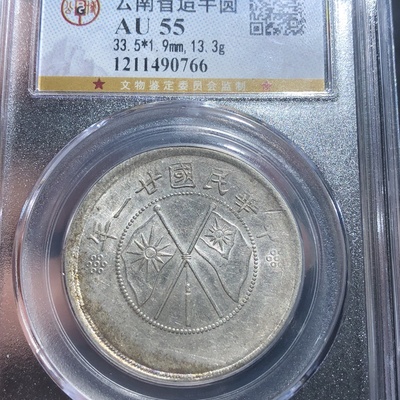 云南省造半圆
AU 55
33.5*1.9mm,13.3g
1211490766
★ 文物鉴定委员会监制 ★
年一廿國民華